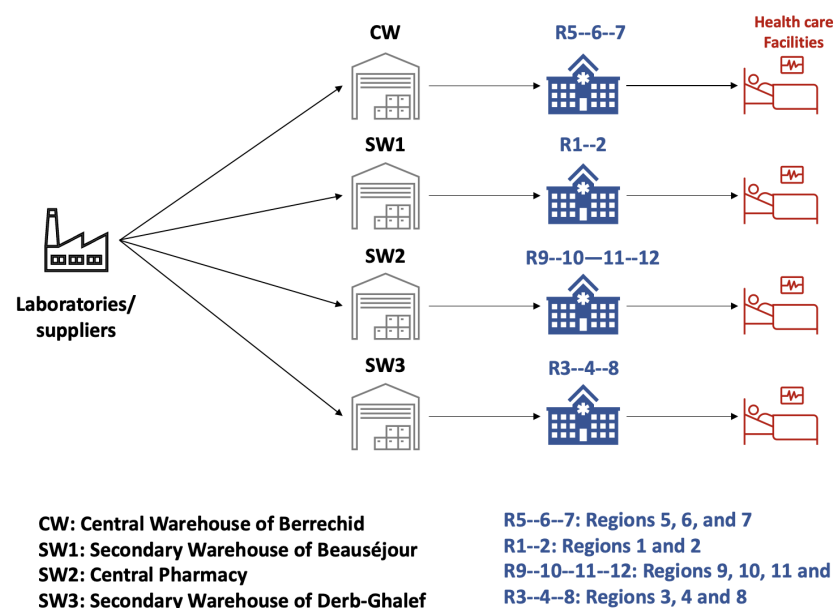 CW
R5--6--7
Health care
Facilities
SW1
R1--2
SW2
R9--10—11--12
Laboratories/
suppliers
SW3
R3--4--8
CW: Central Warehouse of Berrechid
SW1: Secondary Warehouse of Beauséjour
SW2: Central Pharmacy
SW3: Secondary Warehouse of Derb-Ghalef
R5--6--7: Regions 5, 6, and 7
R1--2: Regions 1 and 2
R9--10--11--12: Regions 9, 10, 11 and
R3--4--8: Regions 3, 4 and 8